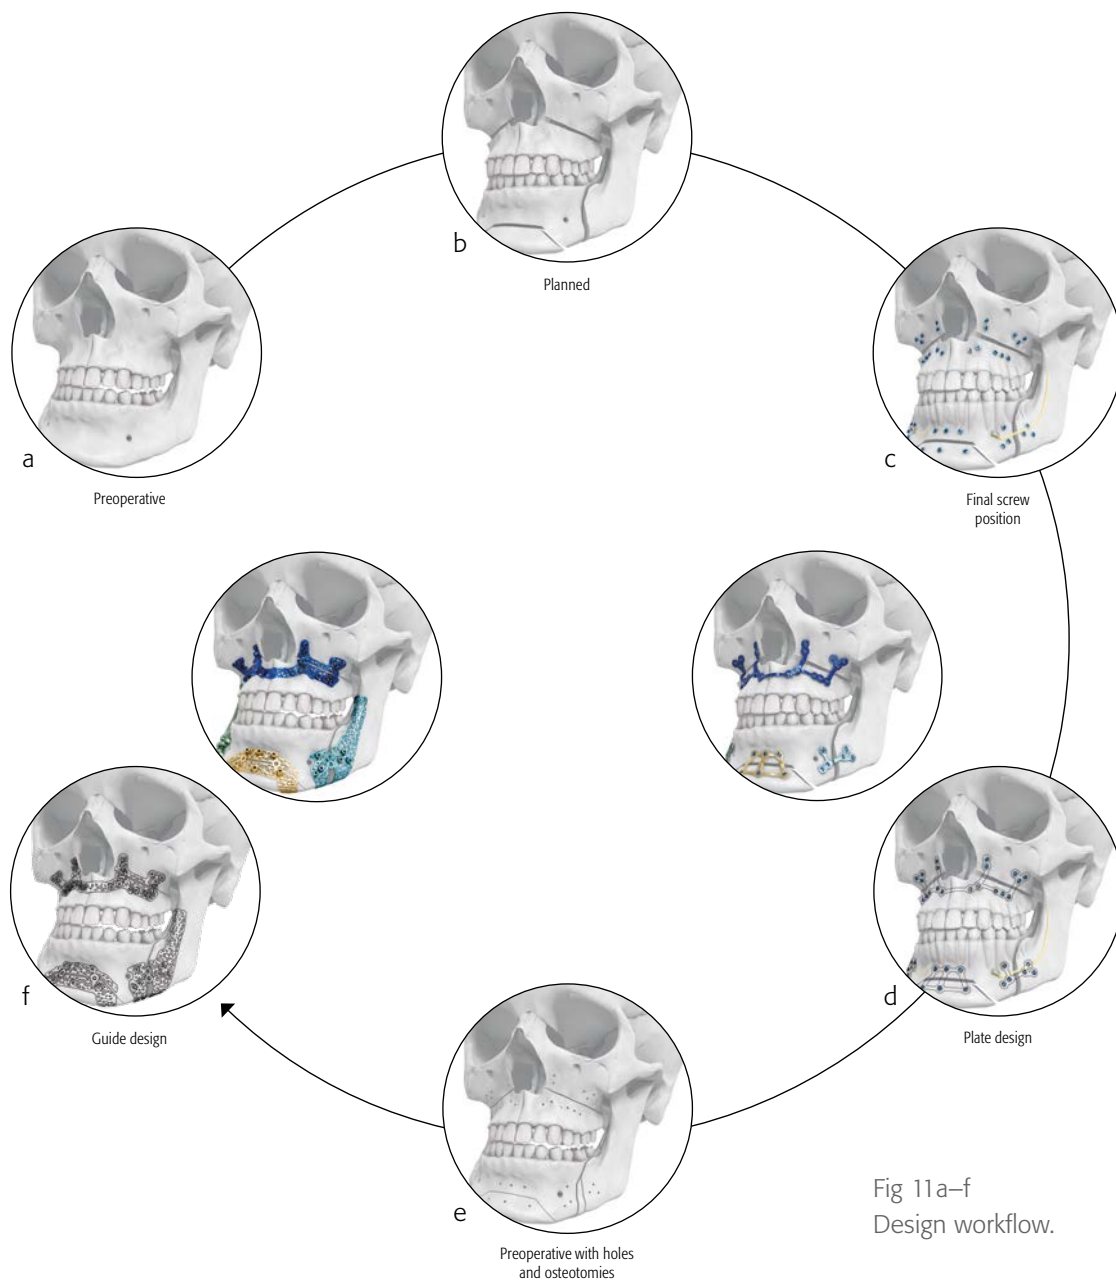 b
Planned
a
Preoperative
c
Final screw
position
f
Guide design
d
Plate design
e
Preoperative with holes
and osteotomies
Fig 11a–f
Design workflow.